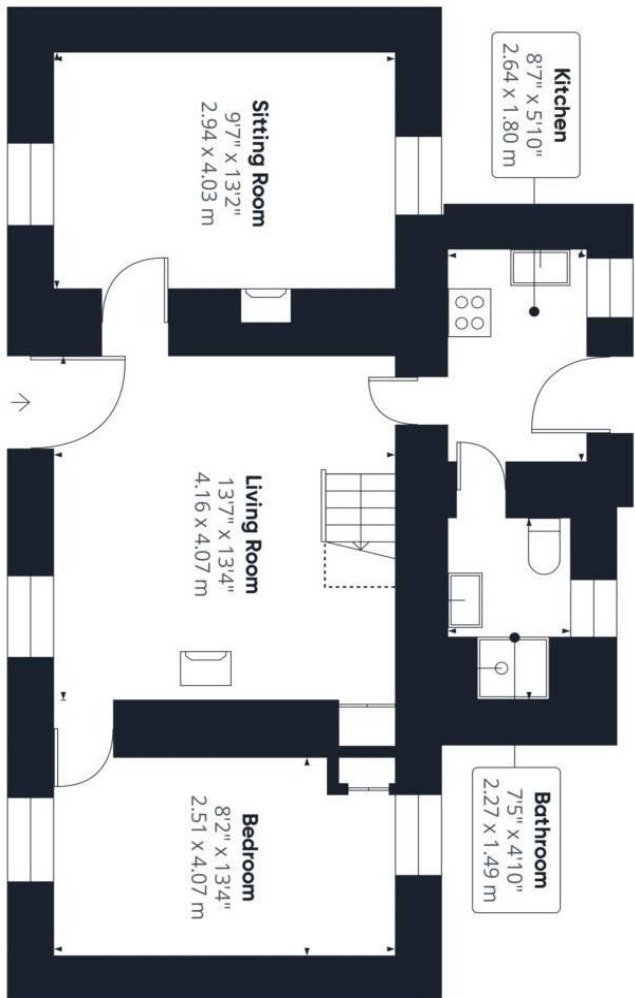 Kitchen
8'7" x 5'10"
2.64 x 1.80 m
Bathroom
7'5" x 4'10"
2.27 x 1.49 m
Sitting Room
9'7" x 13'2"
2.94 x 4.03 m
Living Room
13'7" x 13'4"
4.16 x 4.07 m
Bedroom
8'2" x 13'4"
2.51 x 4.07 m